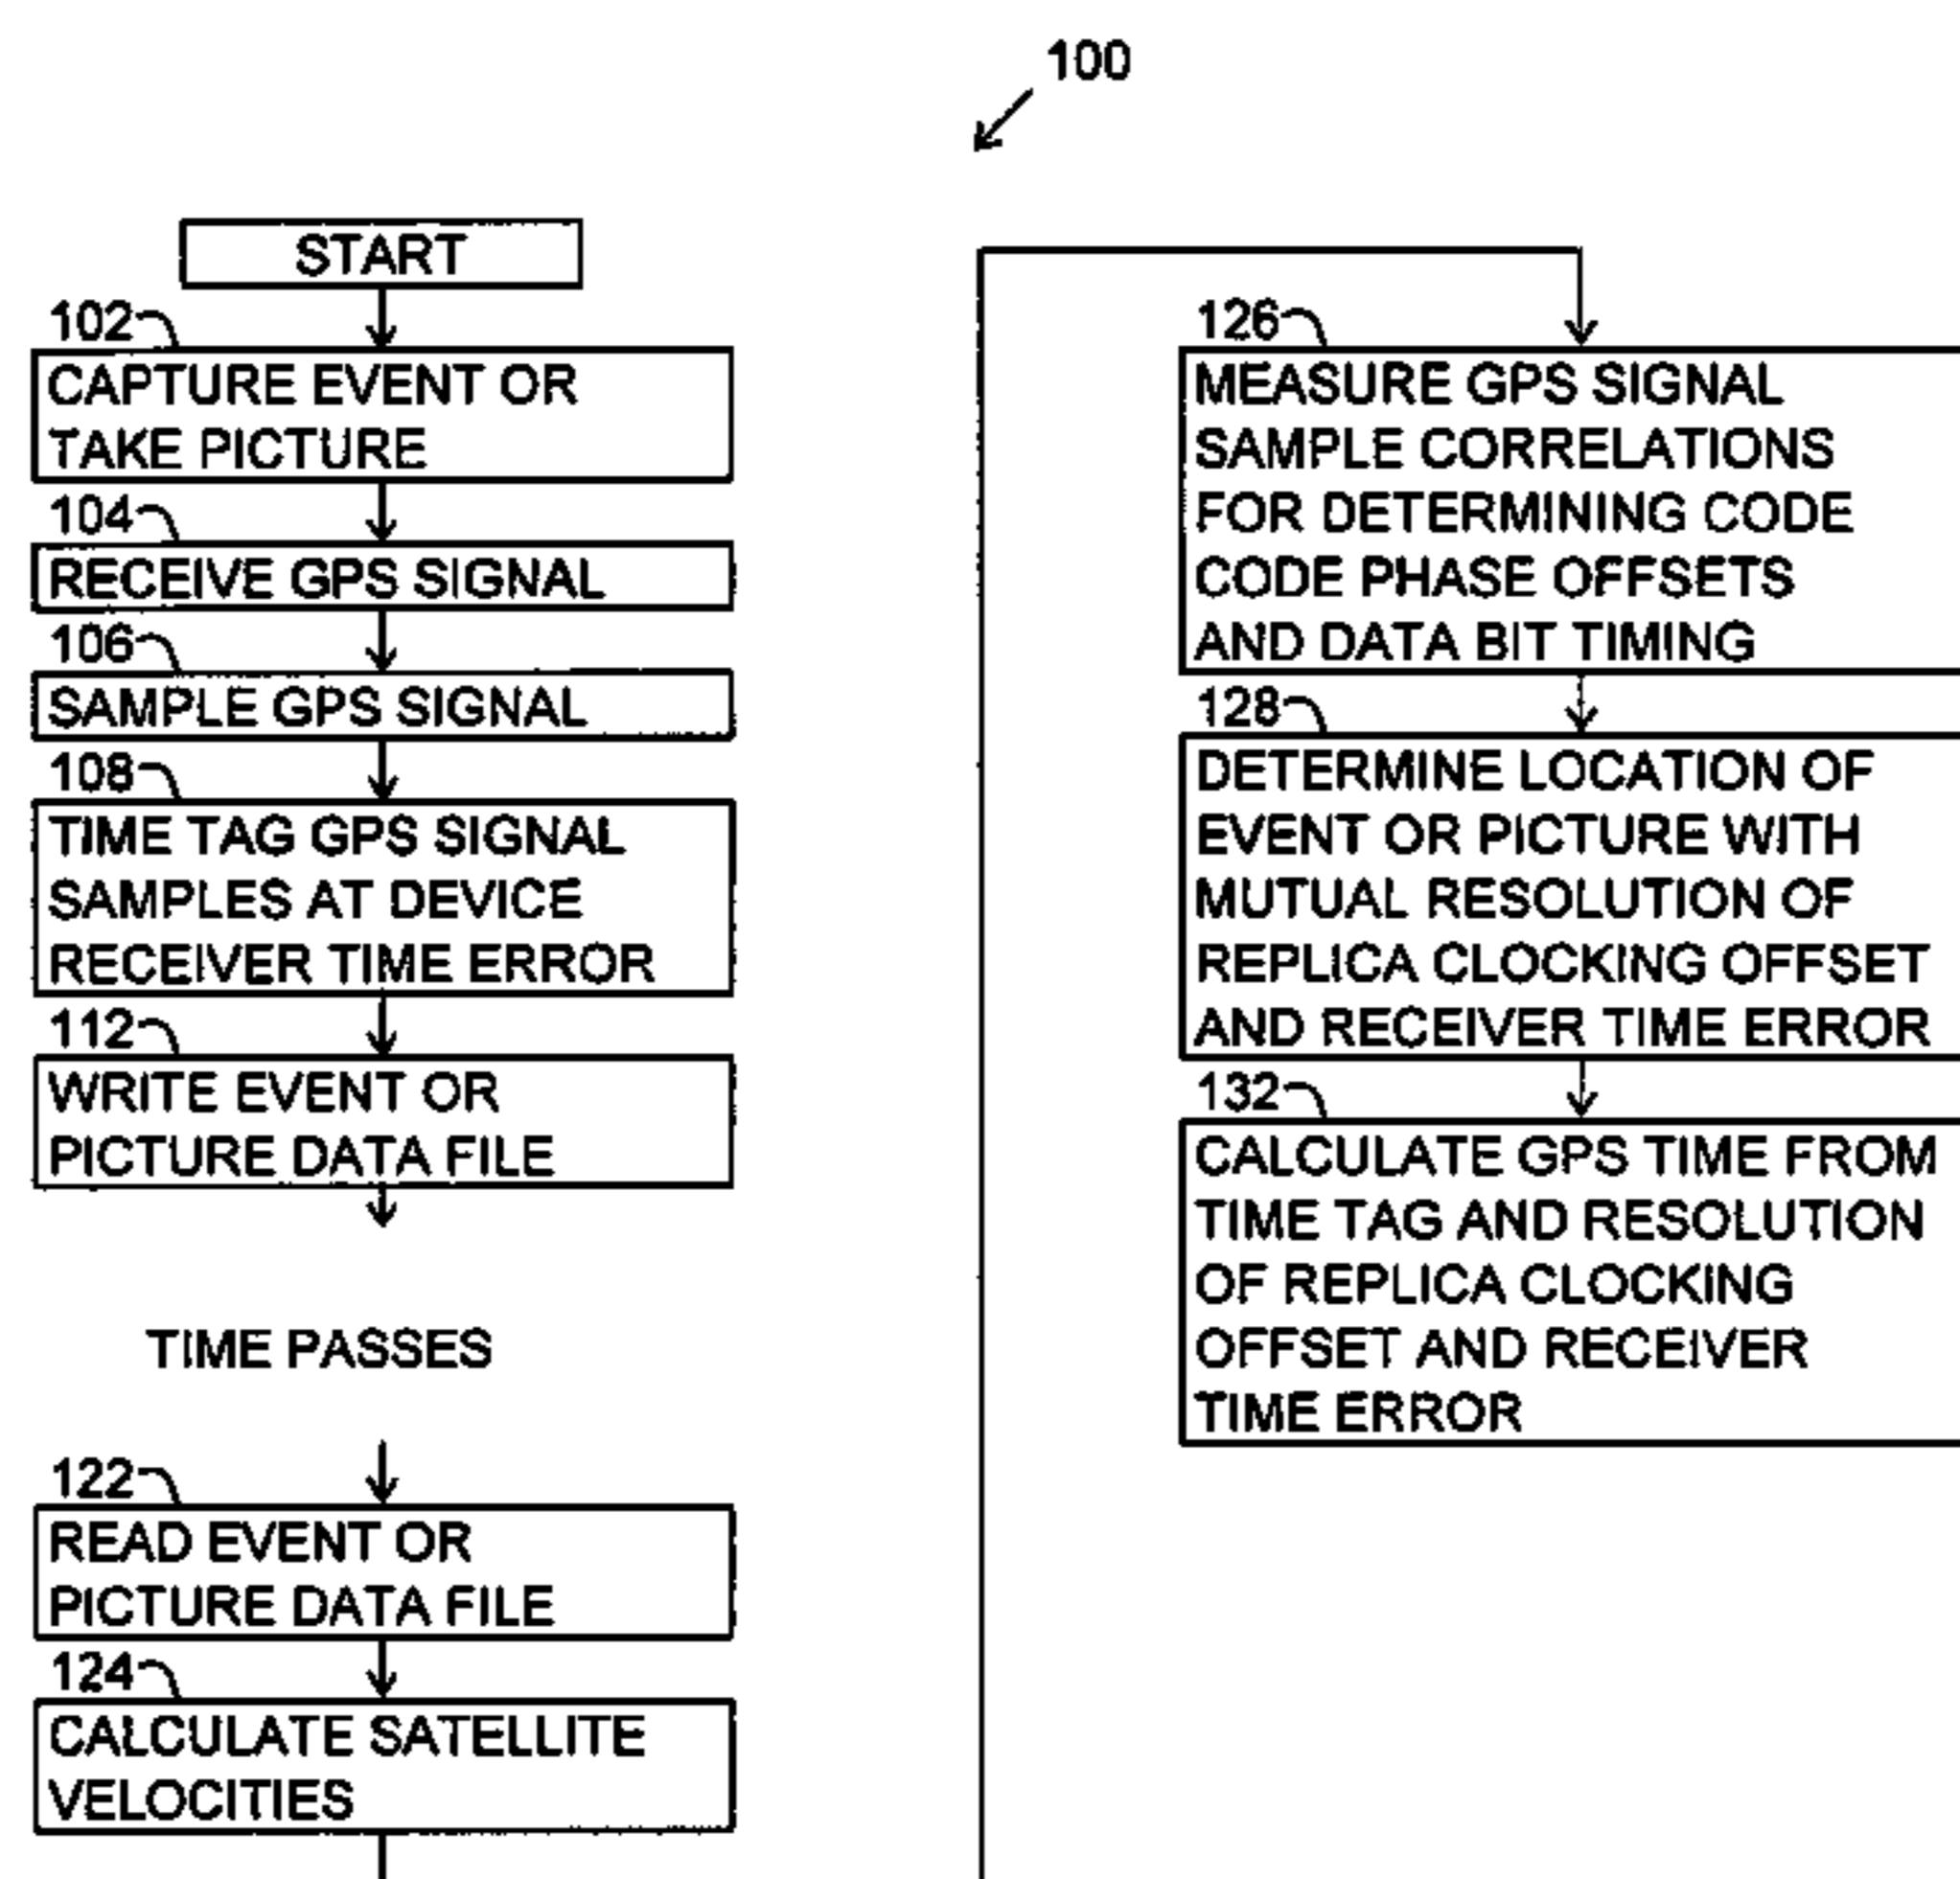 100
START
102
CAPTURE EVENT OR
TAKE PICTURE
104
RECEIVE GPS SIGNAL
106
SAMPLE GPS SIGNAL
108
TIME TAG GPS SIGNAL
SAMPLES AT DEVICE
RECEIVER TIME ERROR
112
WRITE EVENT OR
PICTURE DATA FILE
TIME PASSES
122
READ EVENT OR
PICTURE DATA FILE
124
CALCULATE SATELLITE
VELOCITIES
126
MEASURE GPS SIGNAL
SAMPLE CORRELATIONS
FOR DETERMINING CODE
CODE PHASE OFFSETS
AND DATA BIT TIMING
128
DETERMINE LOCATION OF
EVENT OR PICTURE WITH
MUTUAL RESOLUTION OF
REPLICA CLOCKING OFFSET
AND RECEIVER TIME ERROR
132
CALCULATE GPS TIME FROM
TIME TAG AND RESOLUTION
OF REPLICA CLOCKING
OFFSET AND RECEIVER
TIME ERROR